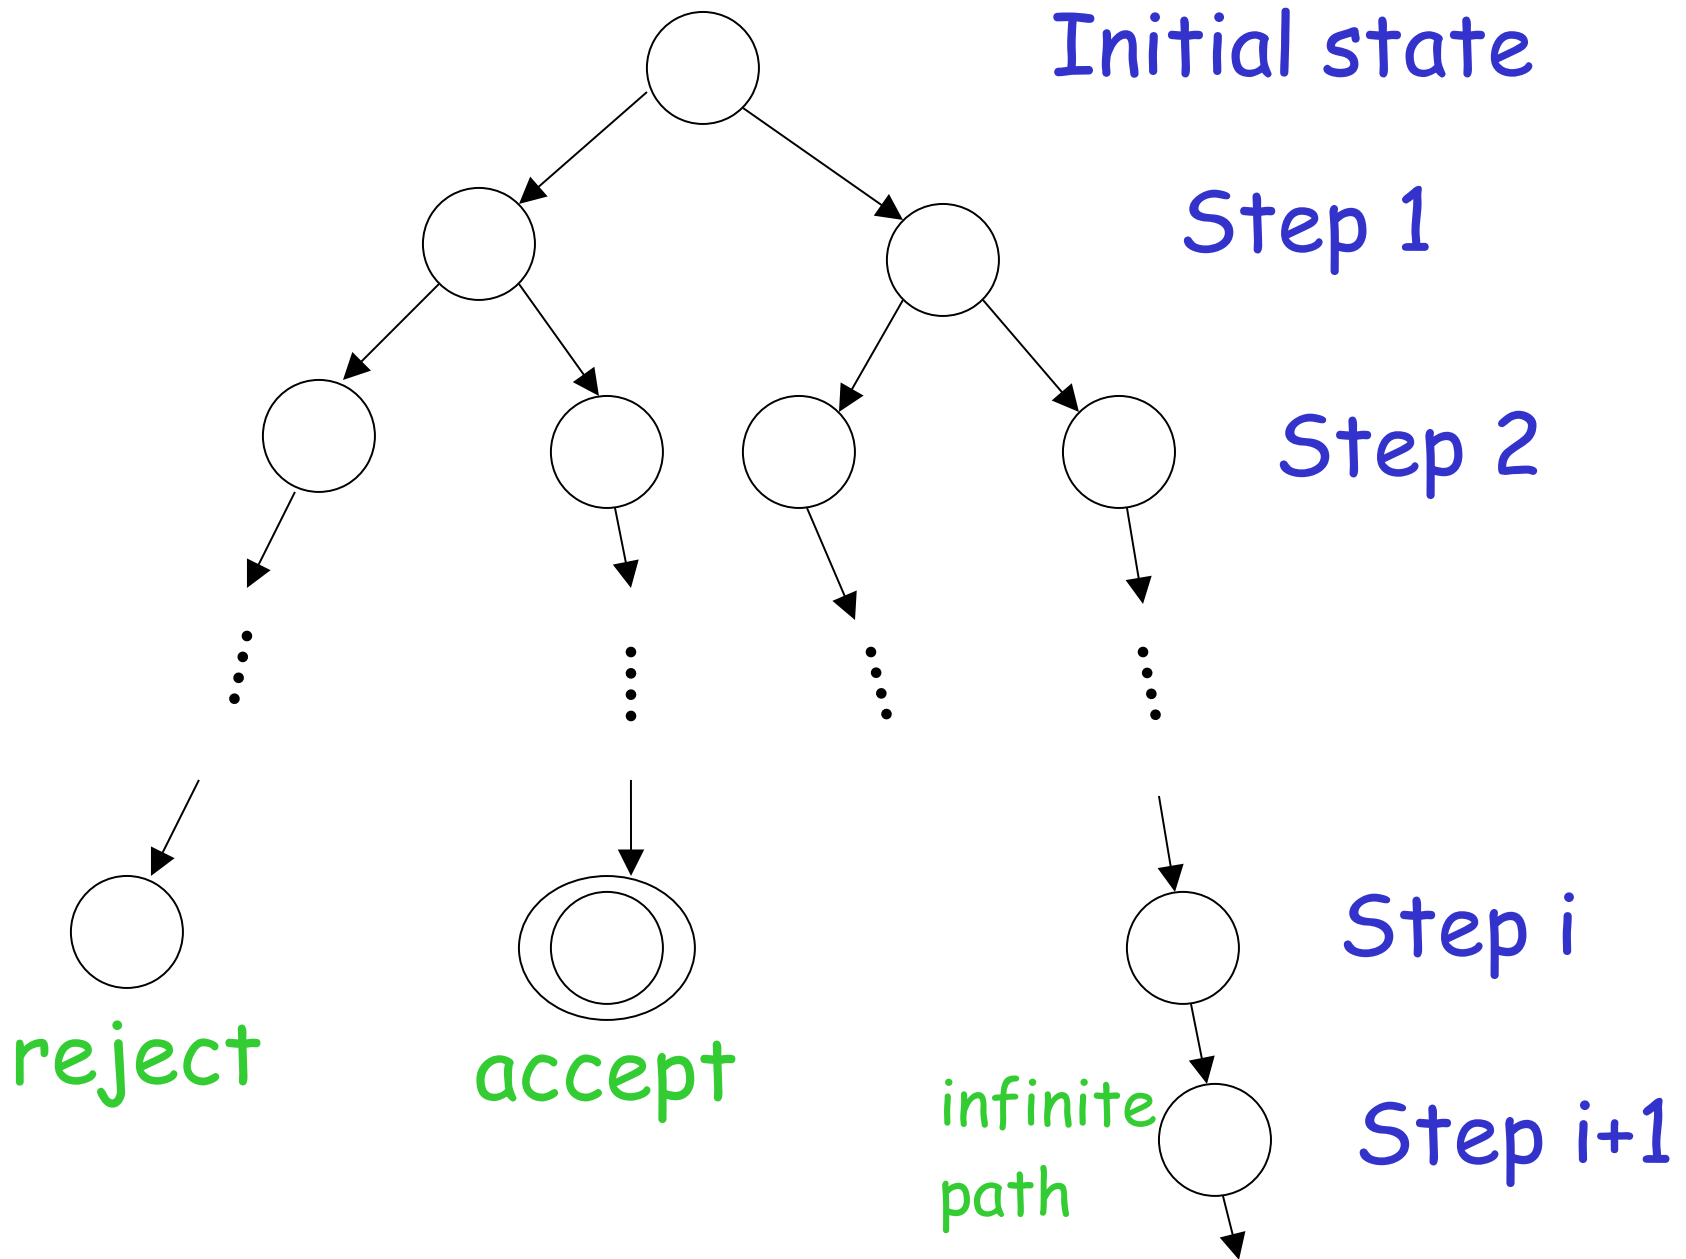 Initial state
Step 1
Step 2
Step i
reject
accept
infinite
path
Step i+1